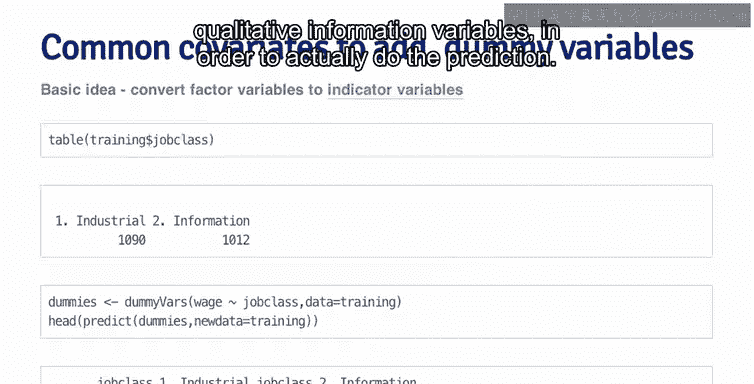 qualitative information variables, in
order to actually do the prediction.
Common covariates to add, dummy variables
Basic idea - convert factor variables to indicator variables
table(training$jobclass)
1. Industrial 2. Information
1090 1012
dummies <- dummyVars(wage ~ jobclass,data=training)
head(predict(dummies,newdata=training))
jobclass.1. Industrial jobclass.2. Information